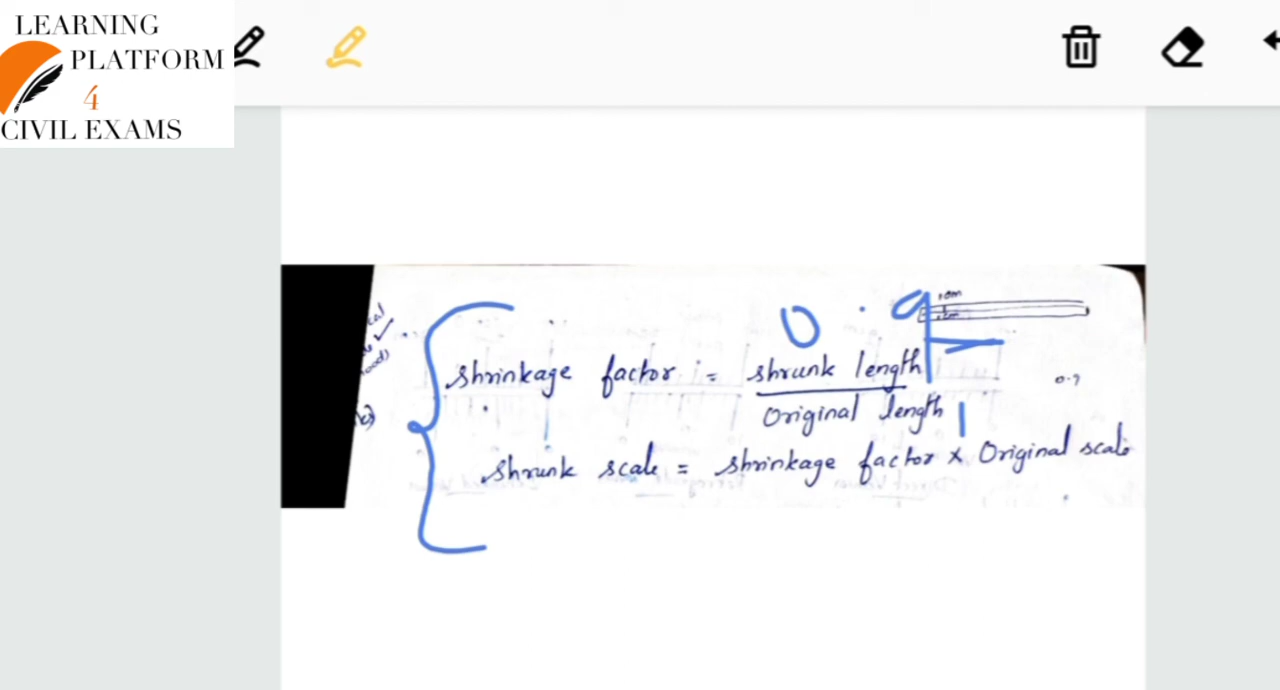 LEARNING
PLATFORM
4
CIVIL EXAMS
0.9
shrinkage factor = shrunk length
Original length 1
shrunk scale = shrinkage factor x Original scale